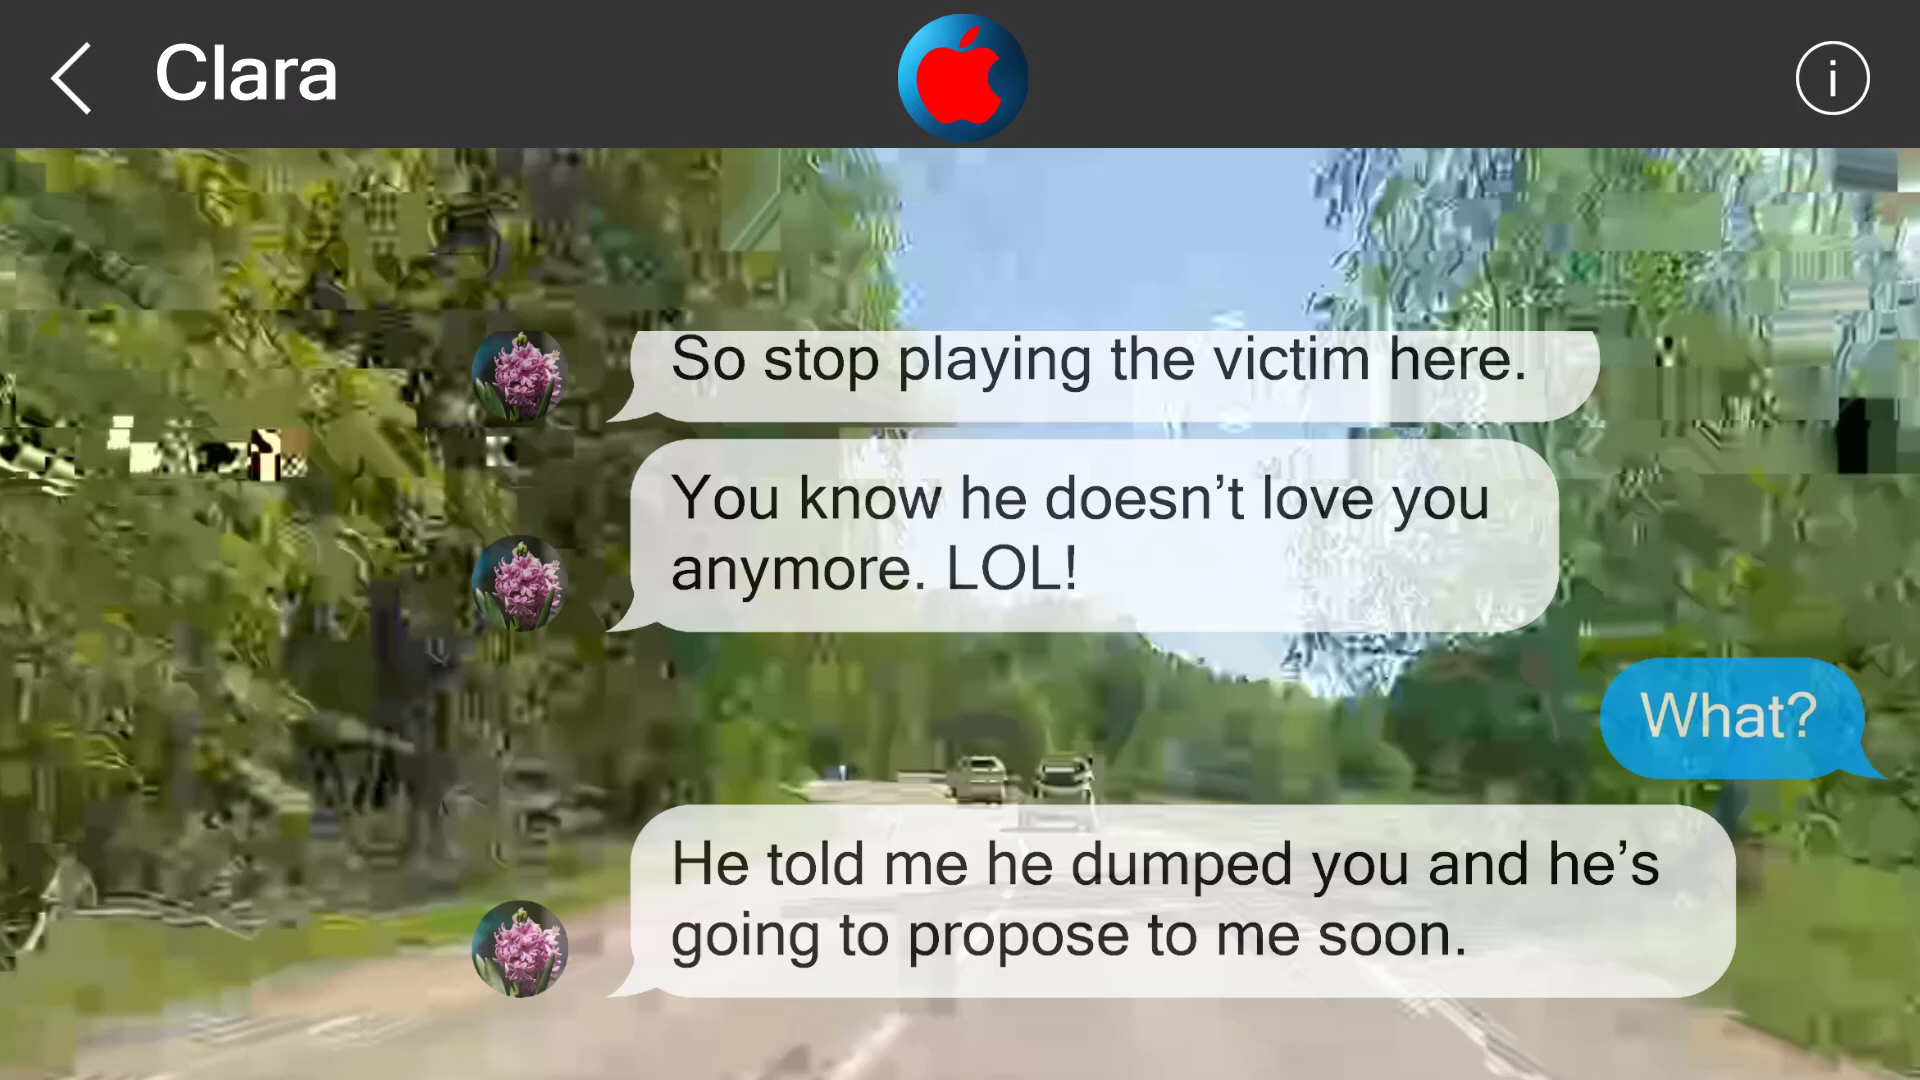 Clara
So stop playing the victim here.
You know he doesn’t love you
anymore. LOL!
What?
He told me he dumped you and he’s
going to propose to me soon.